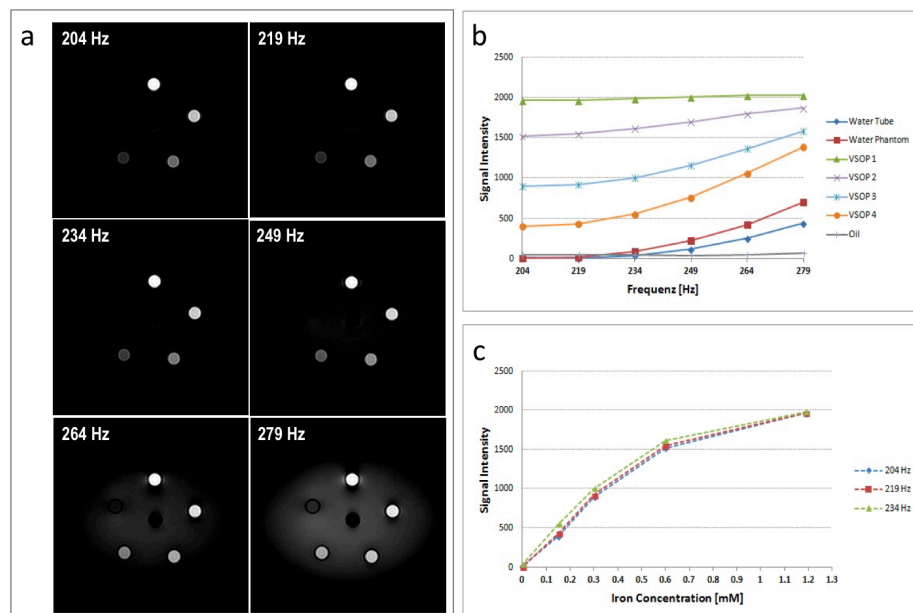 a
204 Hz
219 Hz
234 Hz
249 Hz
264 Hz
279 Hz
b
2500
2000
1500
1000
500
0
Signal Intensity
204
219
234
249
264
279
Frequenz [Hz]
Water Tube
Water Phantom
VSOP 1
VSOP 2
VSOP 3
VSOP 4
Oil
c
2500
2000
1500
1000
500
0
Signal Intensity
0
0.1
0.2
0.3
0.4
0.5
0.6
0.7
0.8
0.9
1
1.1
1.2
1.3
Iron Concentration [mM]
204 Hz
219 Hz
234 Hz